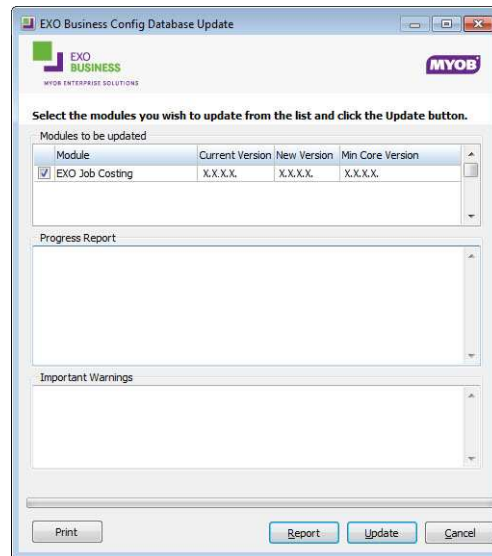 EXO Business Config Database Update
EXO
BUSINESS
MYOB ENTERPRISE SOLUTIONS
MYOB
Select the modules you wish to update from the list and click the Update button.
Modules to be updated
Module Current Version New Version Min Core Version
EXO Job Costing X.X.X.X. X.X.X.X. X.X.X.X.
Progress Report
Important Warnings
Print Report Update Cancel